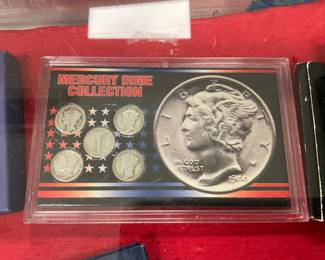 MERCURY DIME
COLLECTION
LIBERTY
IN GOD
WE TRUST